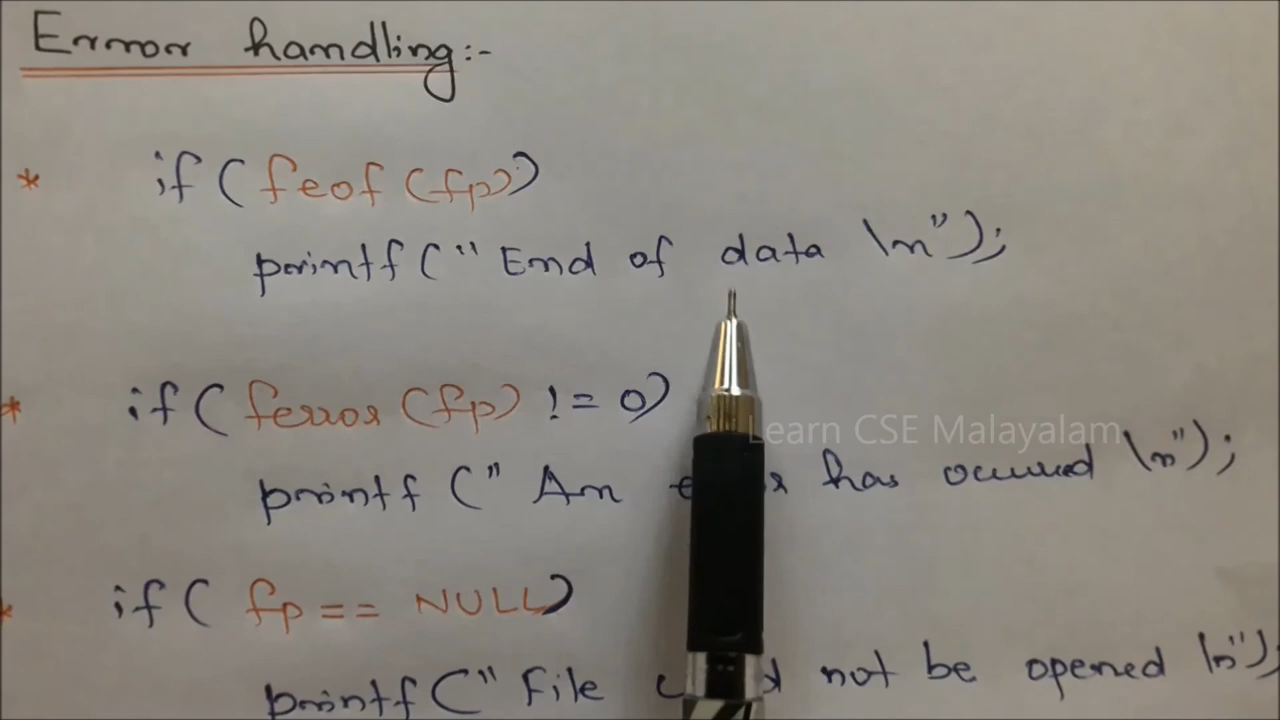 Error handling:-
if (feof (fp))
printf (" End of data \n");
if (ferror (fp) != 0)
Learn CSE Malayalam
printf (" An has occured \n");
if ( fp == NULL)
printf (" File not be opened \n");